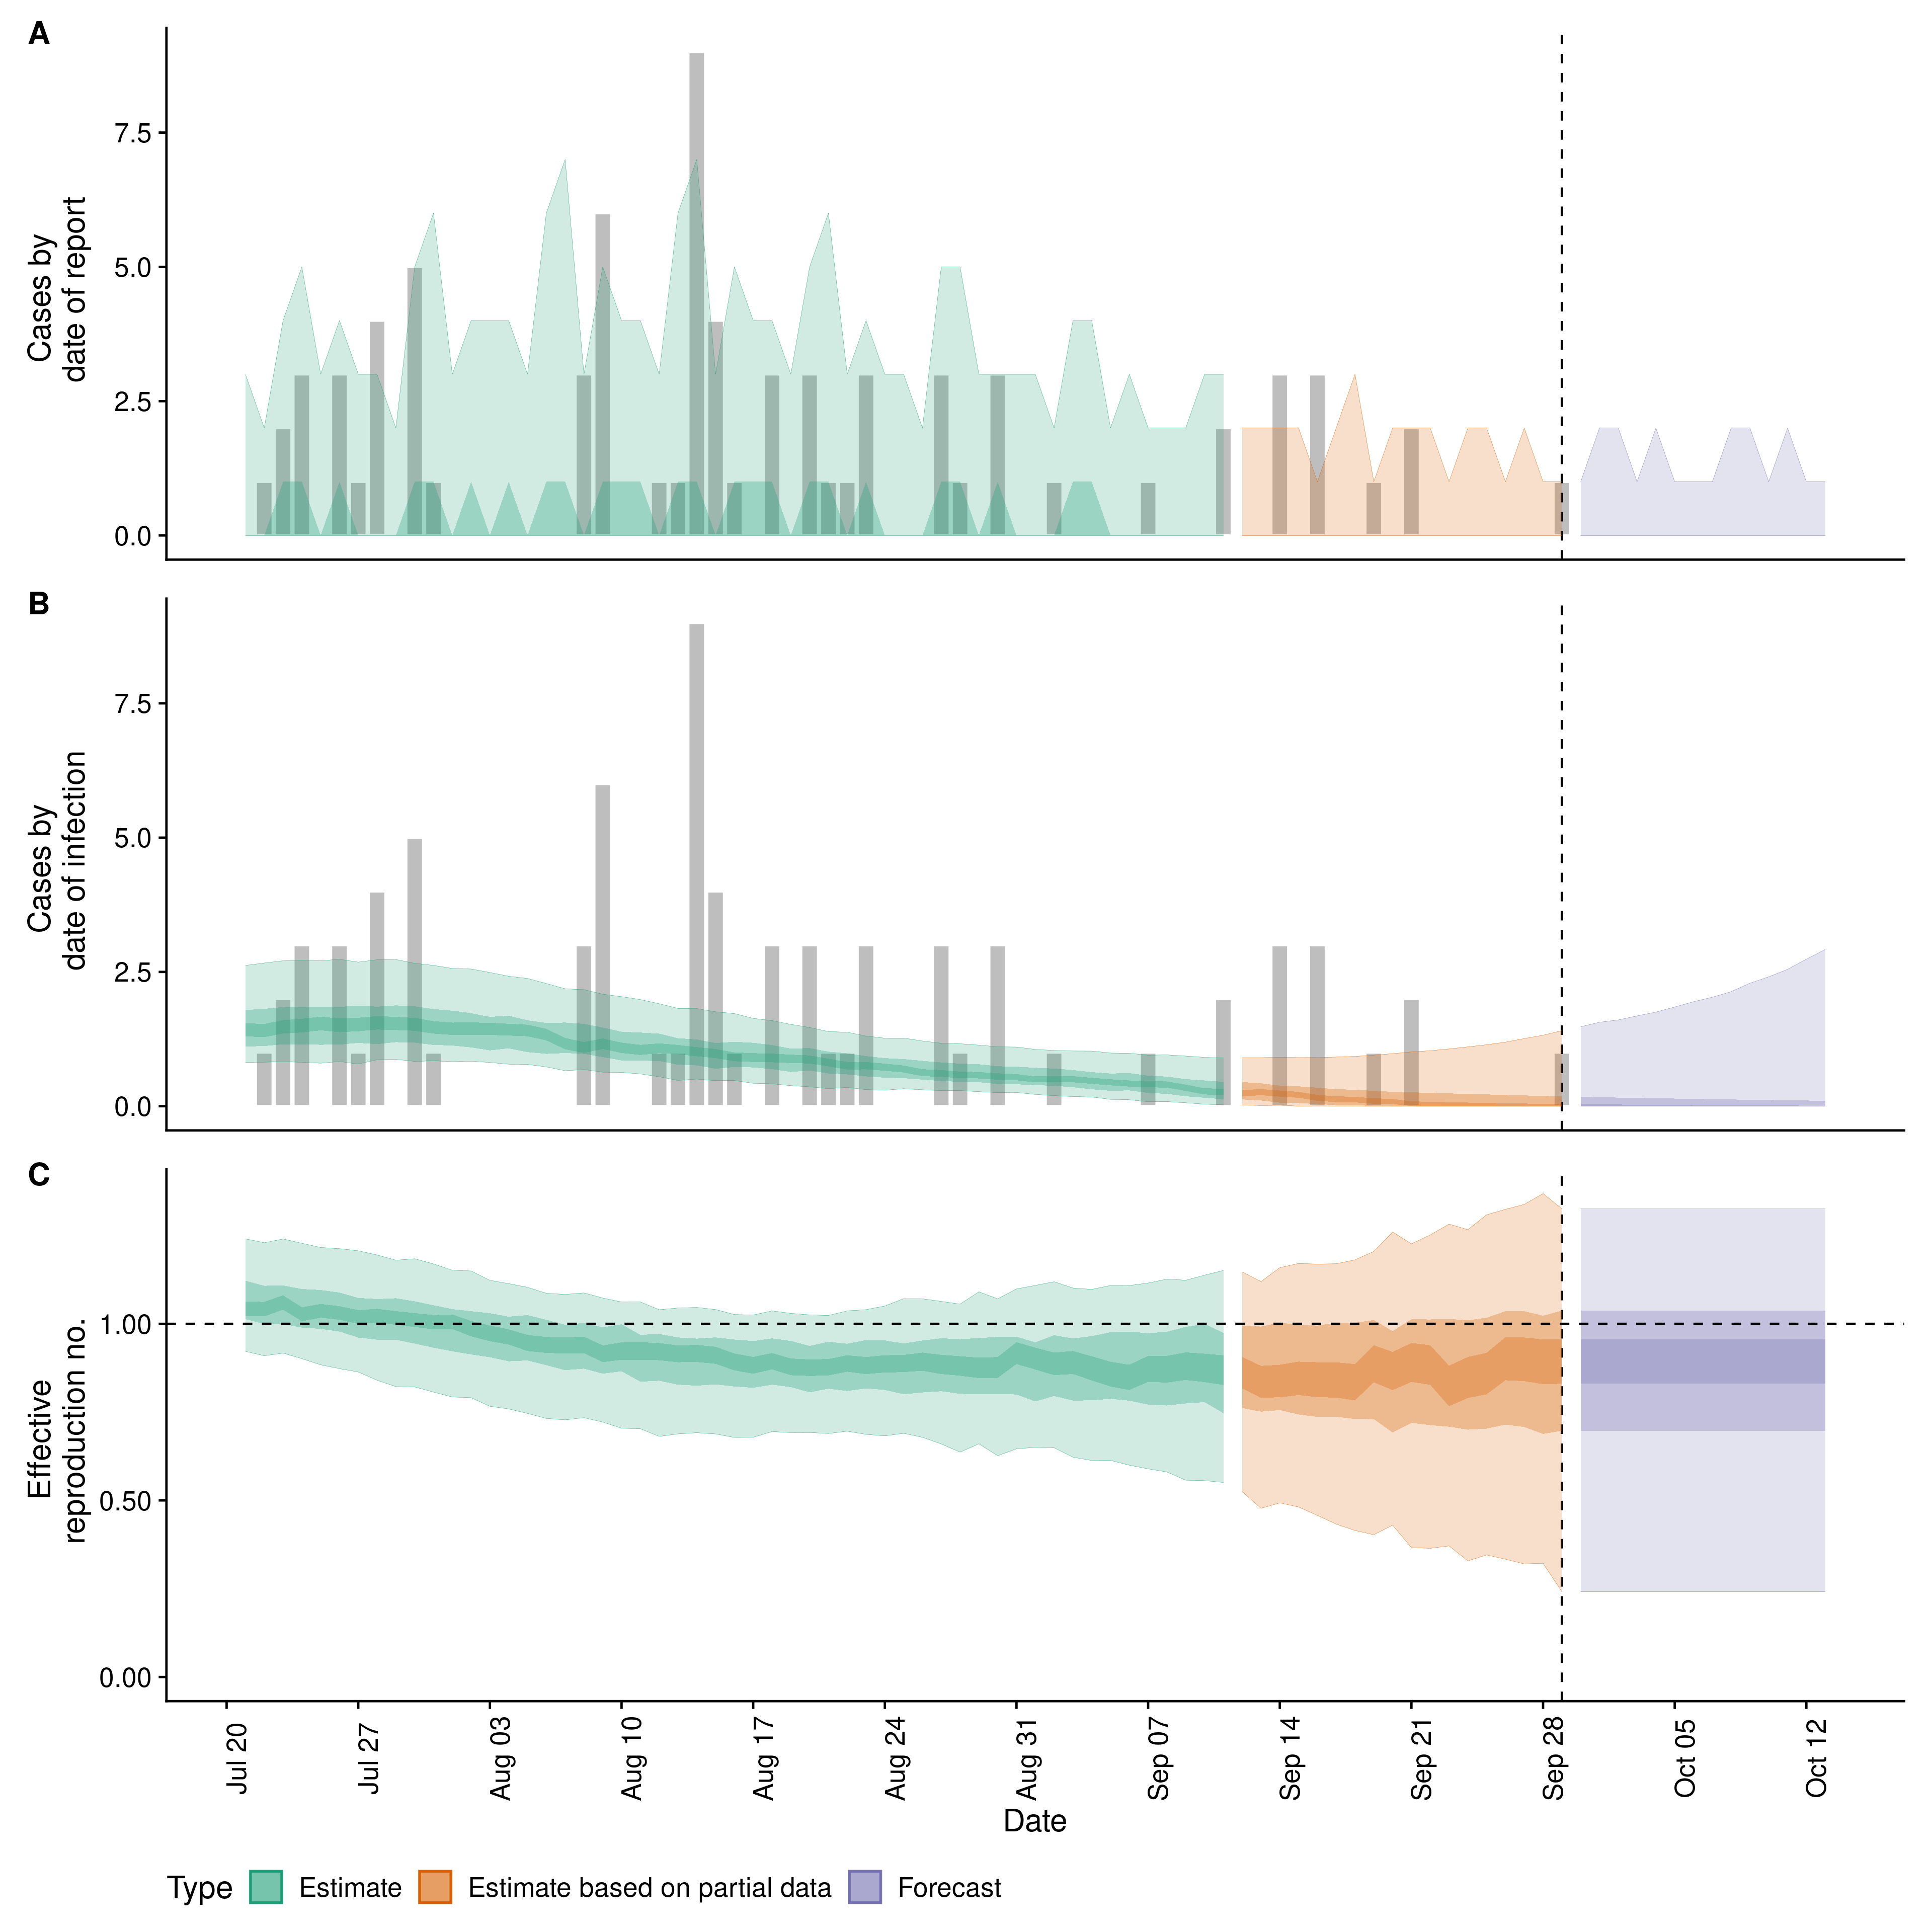 A
Cases by
date of report
7.5
5.0
2.5
0.0
B
Cases by
date of infection
7.5
5.0
2.5
0.0
C
Effective
reproduction no.
1.00
0.50
0.00
Jul 20
Jul 27
Aug 03
Aug 10
Aug 17
Aug 24
Aug 31
Sep 07
Sep 14
Sep 21
Sep 28
Oct 05
Oct 12
Date
Type Estimate Estimate based on partial data Forecast